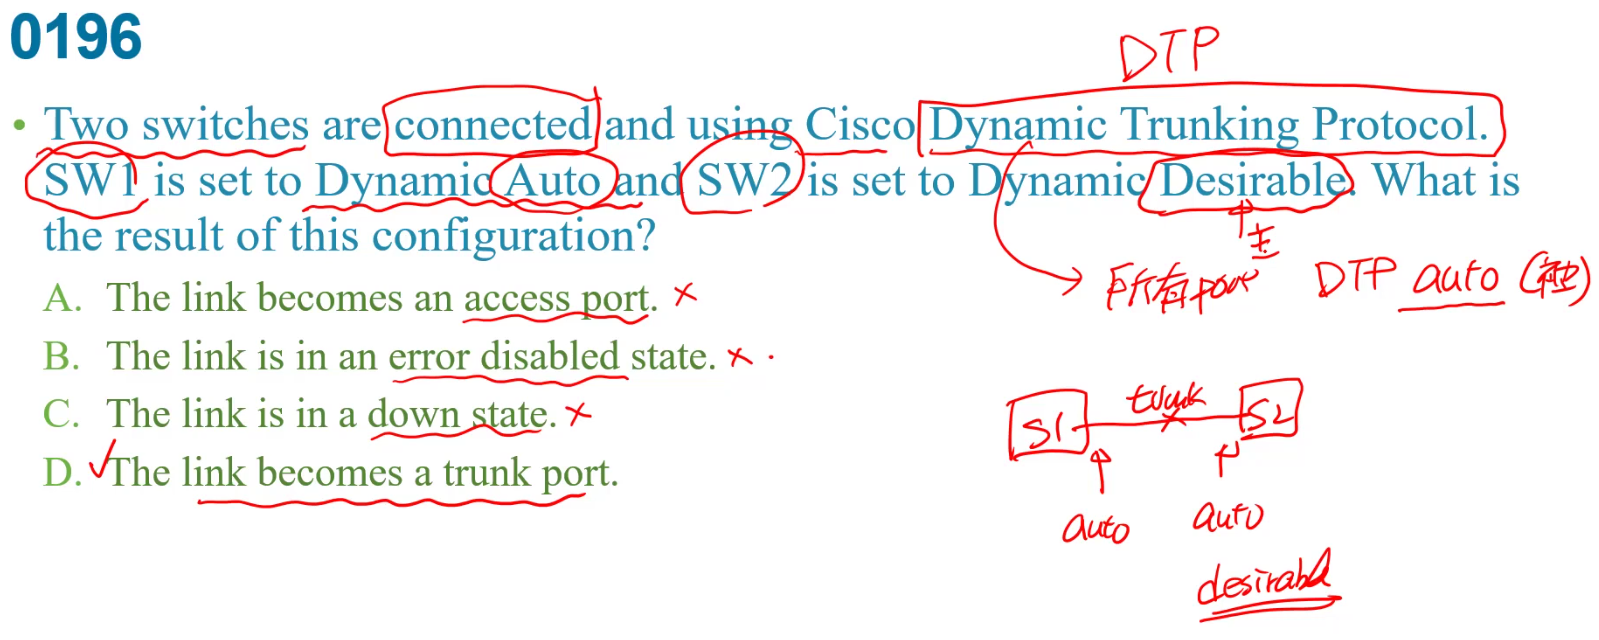 0196
DTP
• Two switches are connected and using Cisco Dynamic Trunking Protocol.
SW1 is set to Dynamic Auto and SW2 is set to Dynamic Desirable. What is
the result of this configuration?
主
所有port DTP auto
A. The link becomes an access port. ×
B. The link is in an error disabled state. ×
C. The link is in a down state. ×
D. ✓The link becomes a trunk port.
S1 trunk S2
auto auto
desirabl